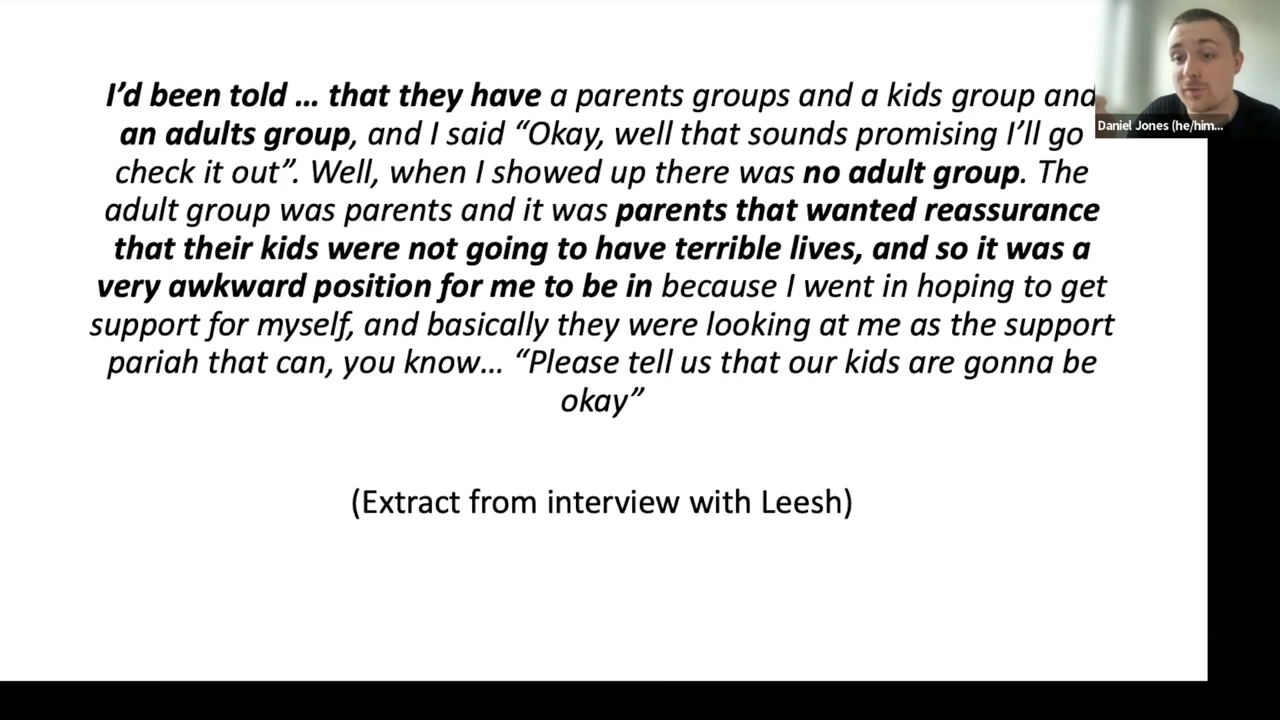 I’d been told … that they have a parents groups and a kids group and
an adults group, and I said “Okay, well that sounds promising I’ll go
check it out”. Well, when I showed up there was no adult group. The
adult group was parents and it was parents that wanted reassurance
that their kids were not going to have terrible lives, and so it was a
very awkward position for me to be in because I went in hoping to get
support for myself, and basically they were looking at me as the support
pariah that can, you know… “Please tell us that our kids are gonna be
okay”
(Extract from interview with Leesh)
Daniel Jones (he/him...